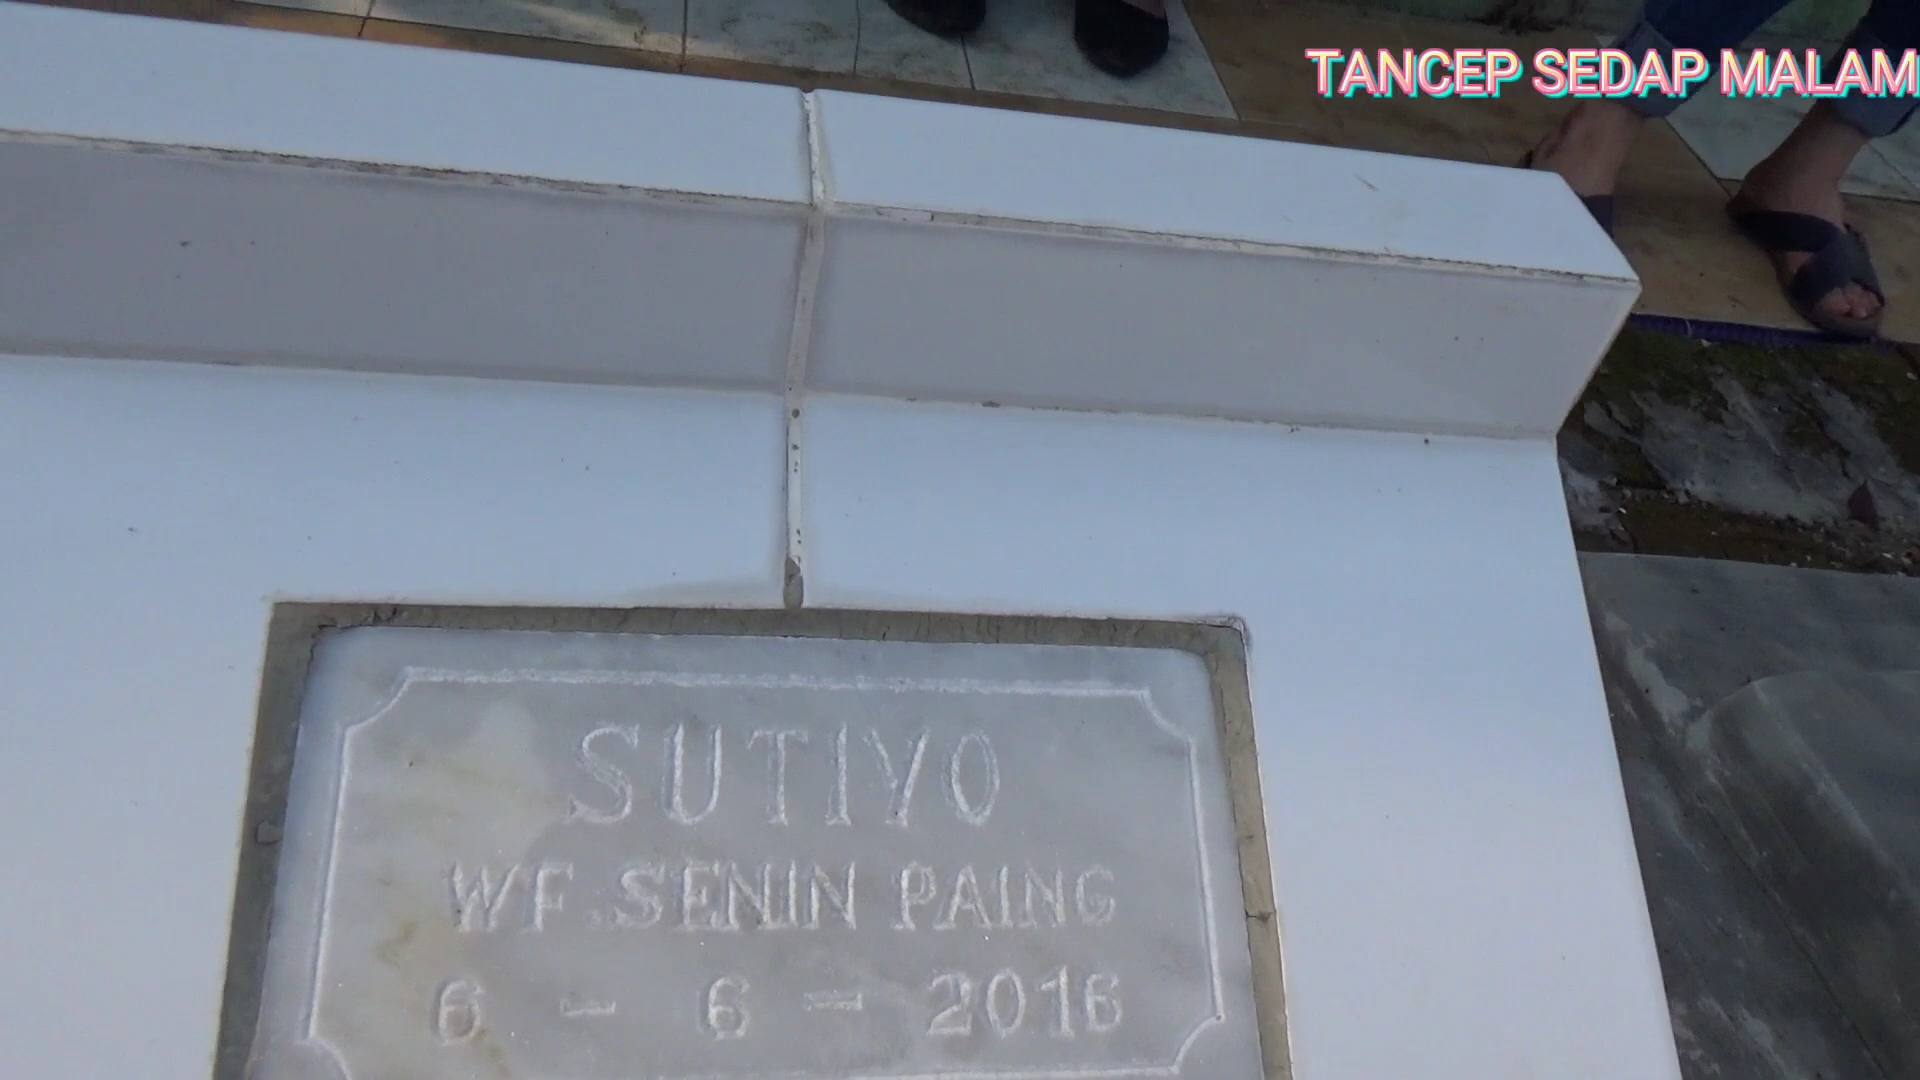 TANCEP SEDAP MALAM
SUTIYO
WF SENIN PAING
6 - 6 - 2016